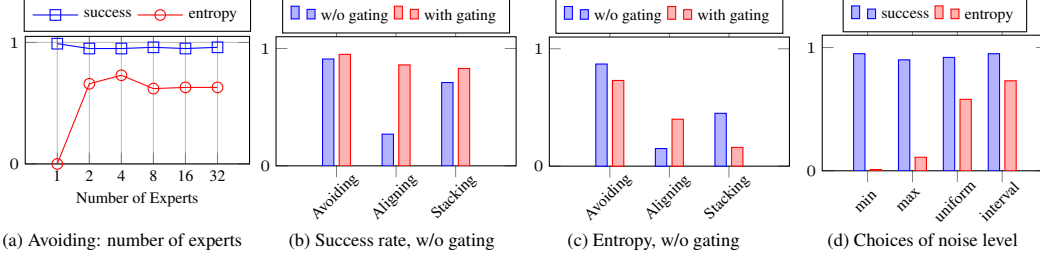 success entropy
1
0
1 2 4 8 16 32
Number of Experts
(a) Avoiding: number of experts
w/o gating with gating
1
0
Avoiding Aligning Stacking
(b) Success rate, w/o gating
w/o gating with gating
1
0
Avoiding Aligning Stacking
(c) Entropy, w/o gating
success entropy
1
0
min max uniform interval
(d) Choices of noise level